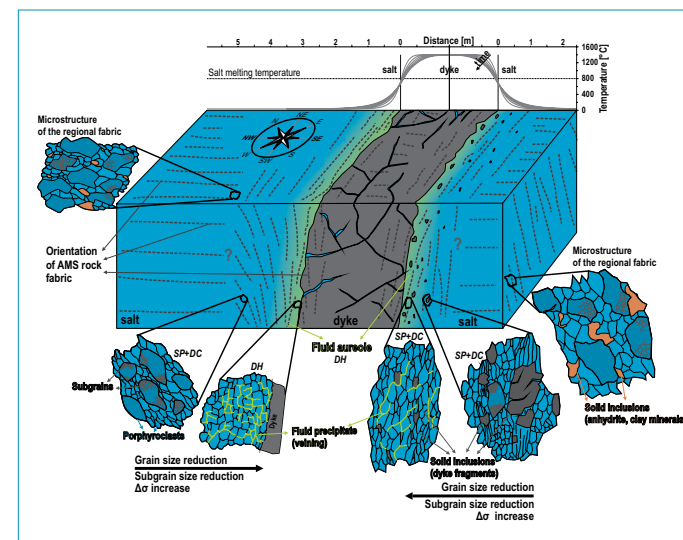 Distance [m]
5 4 3 2 1 0 1 0 1 2
1600
1200
800
400
0
Temperature [°C]
salt
dyke
salt
time
Salt melting temperature
Microstructure
of the regional fabric
N
NE
E
SE
S
SW
W
NW
Orientation
of AMS rock
fabric
?
?
Microstructure
of the regional fabric
salt
dyke
salt
Fluid aureole
DH
SP+DC
DH
SP+DC
SP+DC
Subgrains
Porphyroclasts
Dyke
Fluid precipitate
(veining)
Solid inclusions
(dyke fragments)
Solid inclusions
(anhydrite, clay minerals)
Grain size reduction
Subgrain size reduction
Δσ increase
Grain size reduction
Subgrain size reduction
Δσ increase